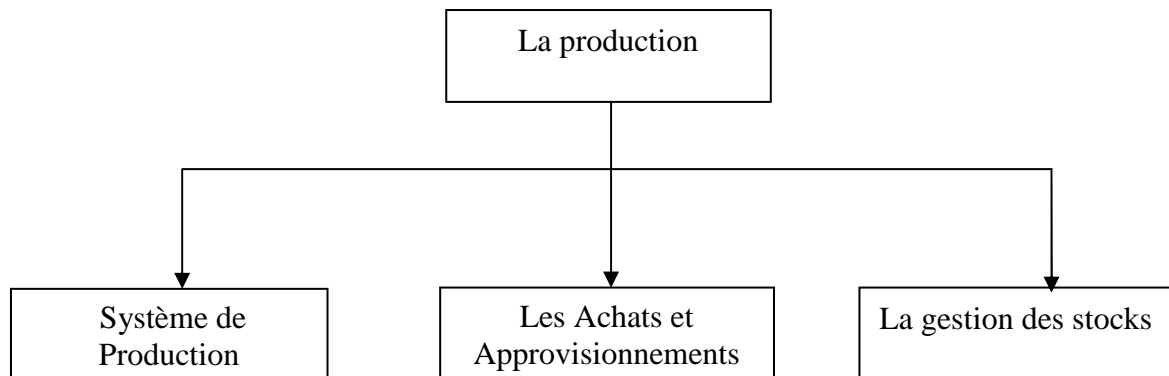 La production
Système de
Production
Les Achats et
Approvisionnements
La gestion des stocks